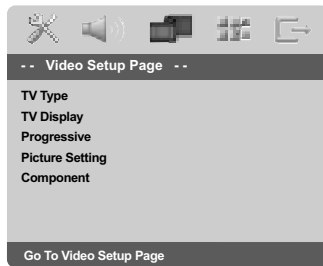 - - Video Setup Page - -
TV Type
TV Display
Progressive
Picture Setting
Component
Go To Video Setup Page